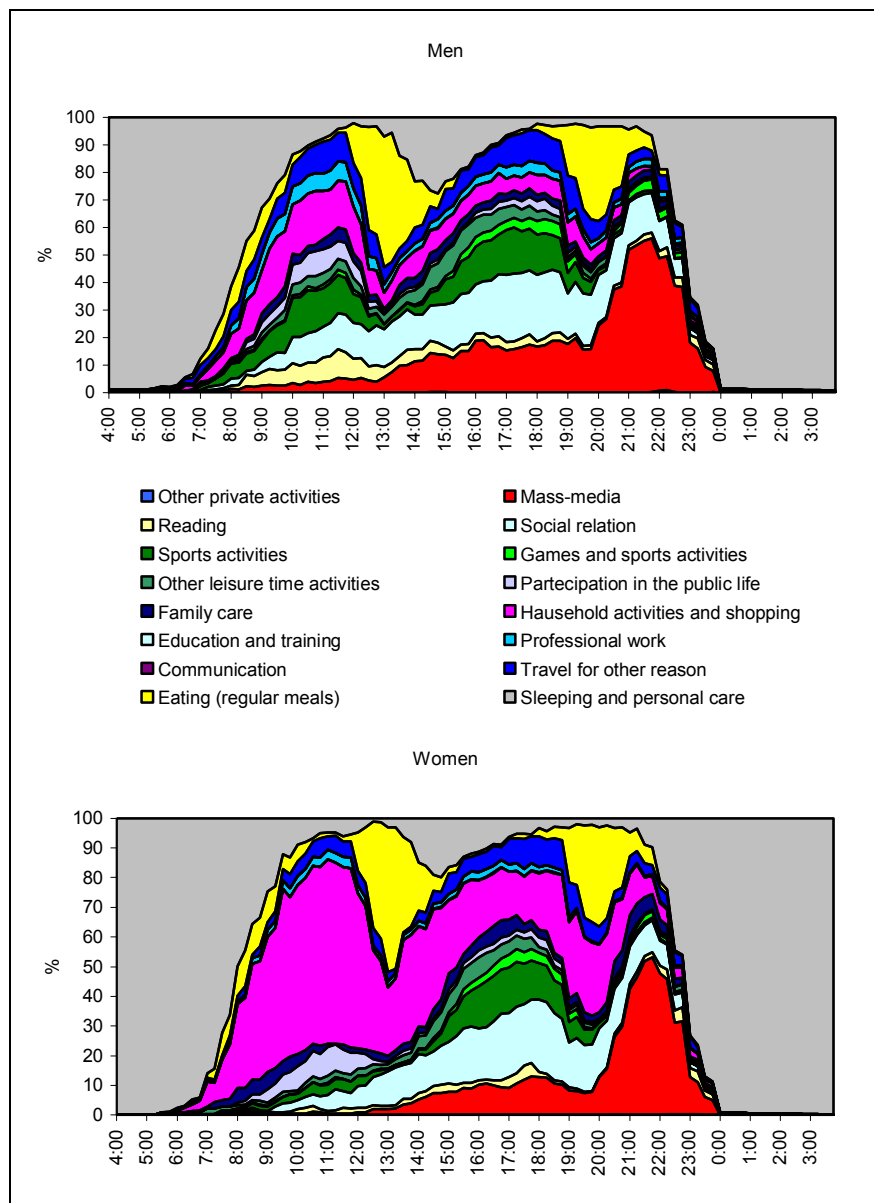 Men
100
90
80
70
60
50
40
30
20
10
0
%
4:00 5:00 6:00 7:00 8:00 9:00 10:00 11:00 12:00 13:00 14:00 15:00 16:00 17:00 18:00 19:00 20:00 21:00 22:00 23:00 0:00 1:00 2:00 3:00
Other private activities Mass-media
Reading Social relation
Sports activities Games and sports activities
Other leisure time activities Partecipation in the public life
Family care Household activities and shopping
Education and training Professional work
Communication Travel for other reason
Eating (regular meals) Sleeping and personal care
Women
100
90
80
70
60
50
40
30
20
10
0
%
4:00 5:00 6:00 7:00 8:00 9:00 10:00 11:00 12:00 13:00 14:00 15:00 16:00 17:00 18:00 19:00 20:00 21:00 22:00 23:00 0:00 1:00 2:00 3:00